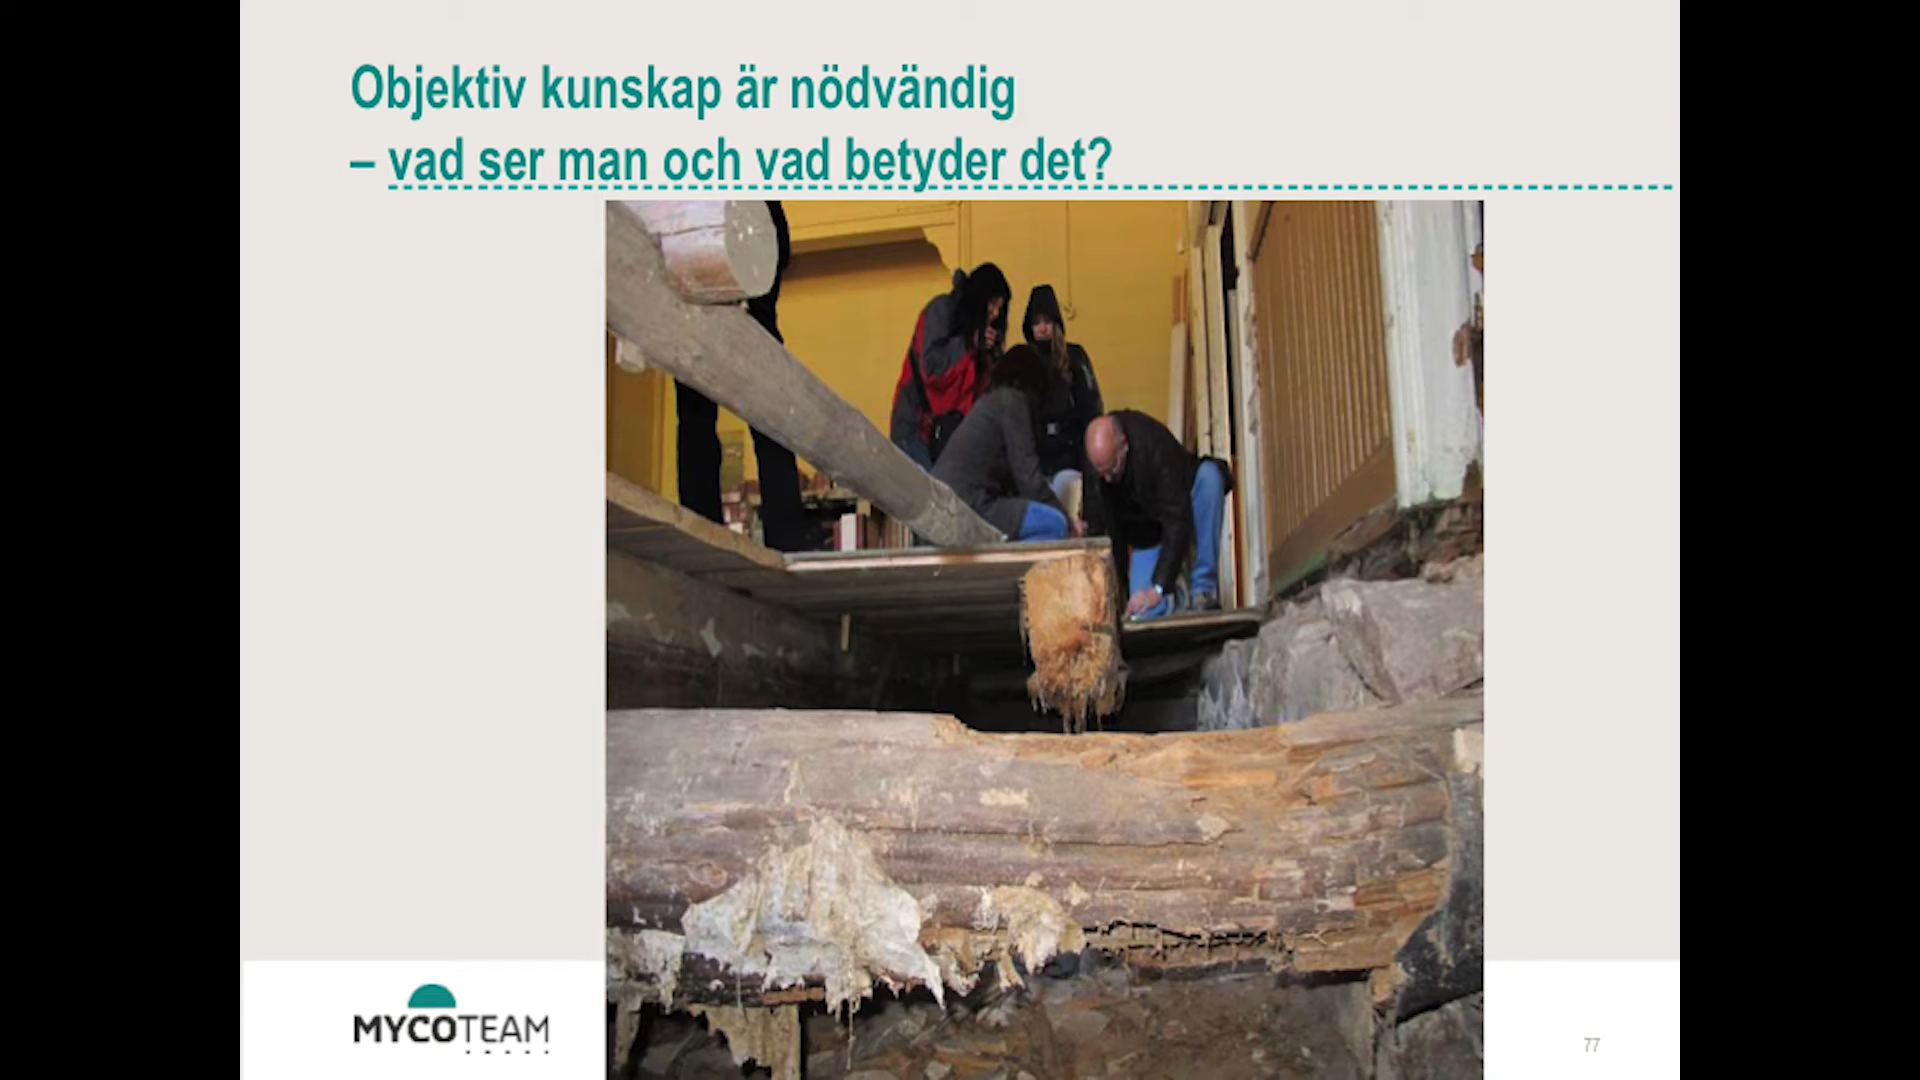 Objektiv kunskap är nödvändig
– vad ser man och vad betyder det?
MYCOTEAM
77